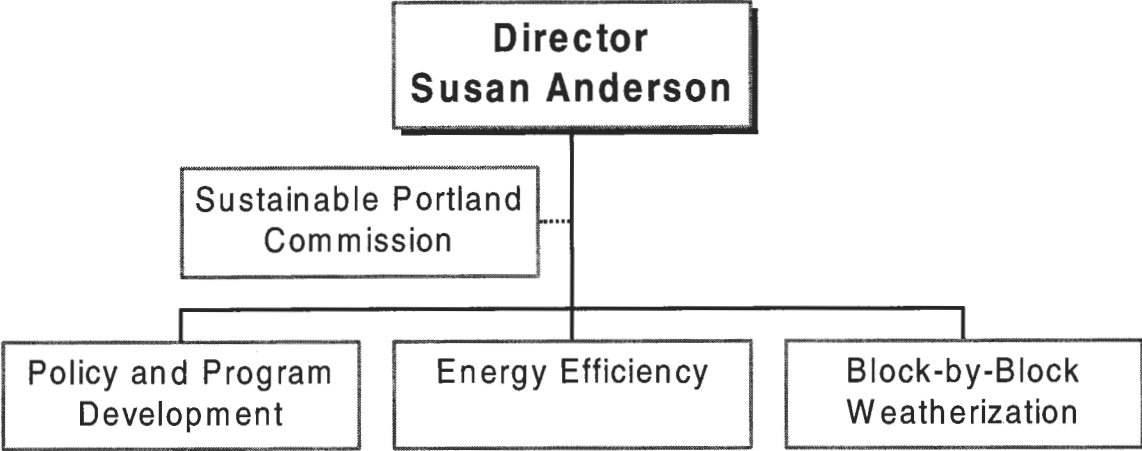 Director
Susan Anderson
Sustainable Portland
Commission
Policy and Program
Development
Energy Efficiency
Block-by-Block
Weatherization